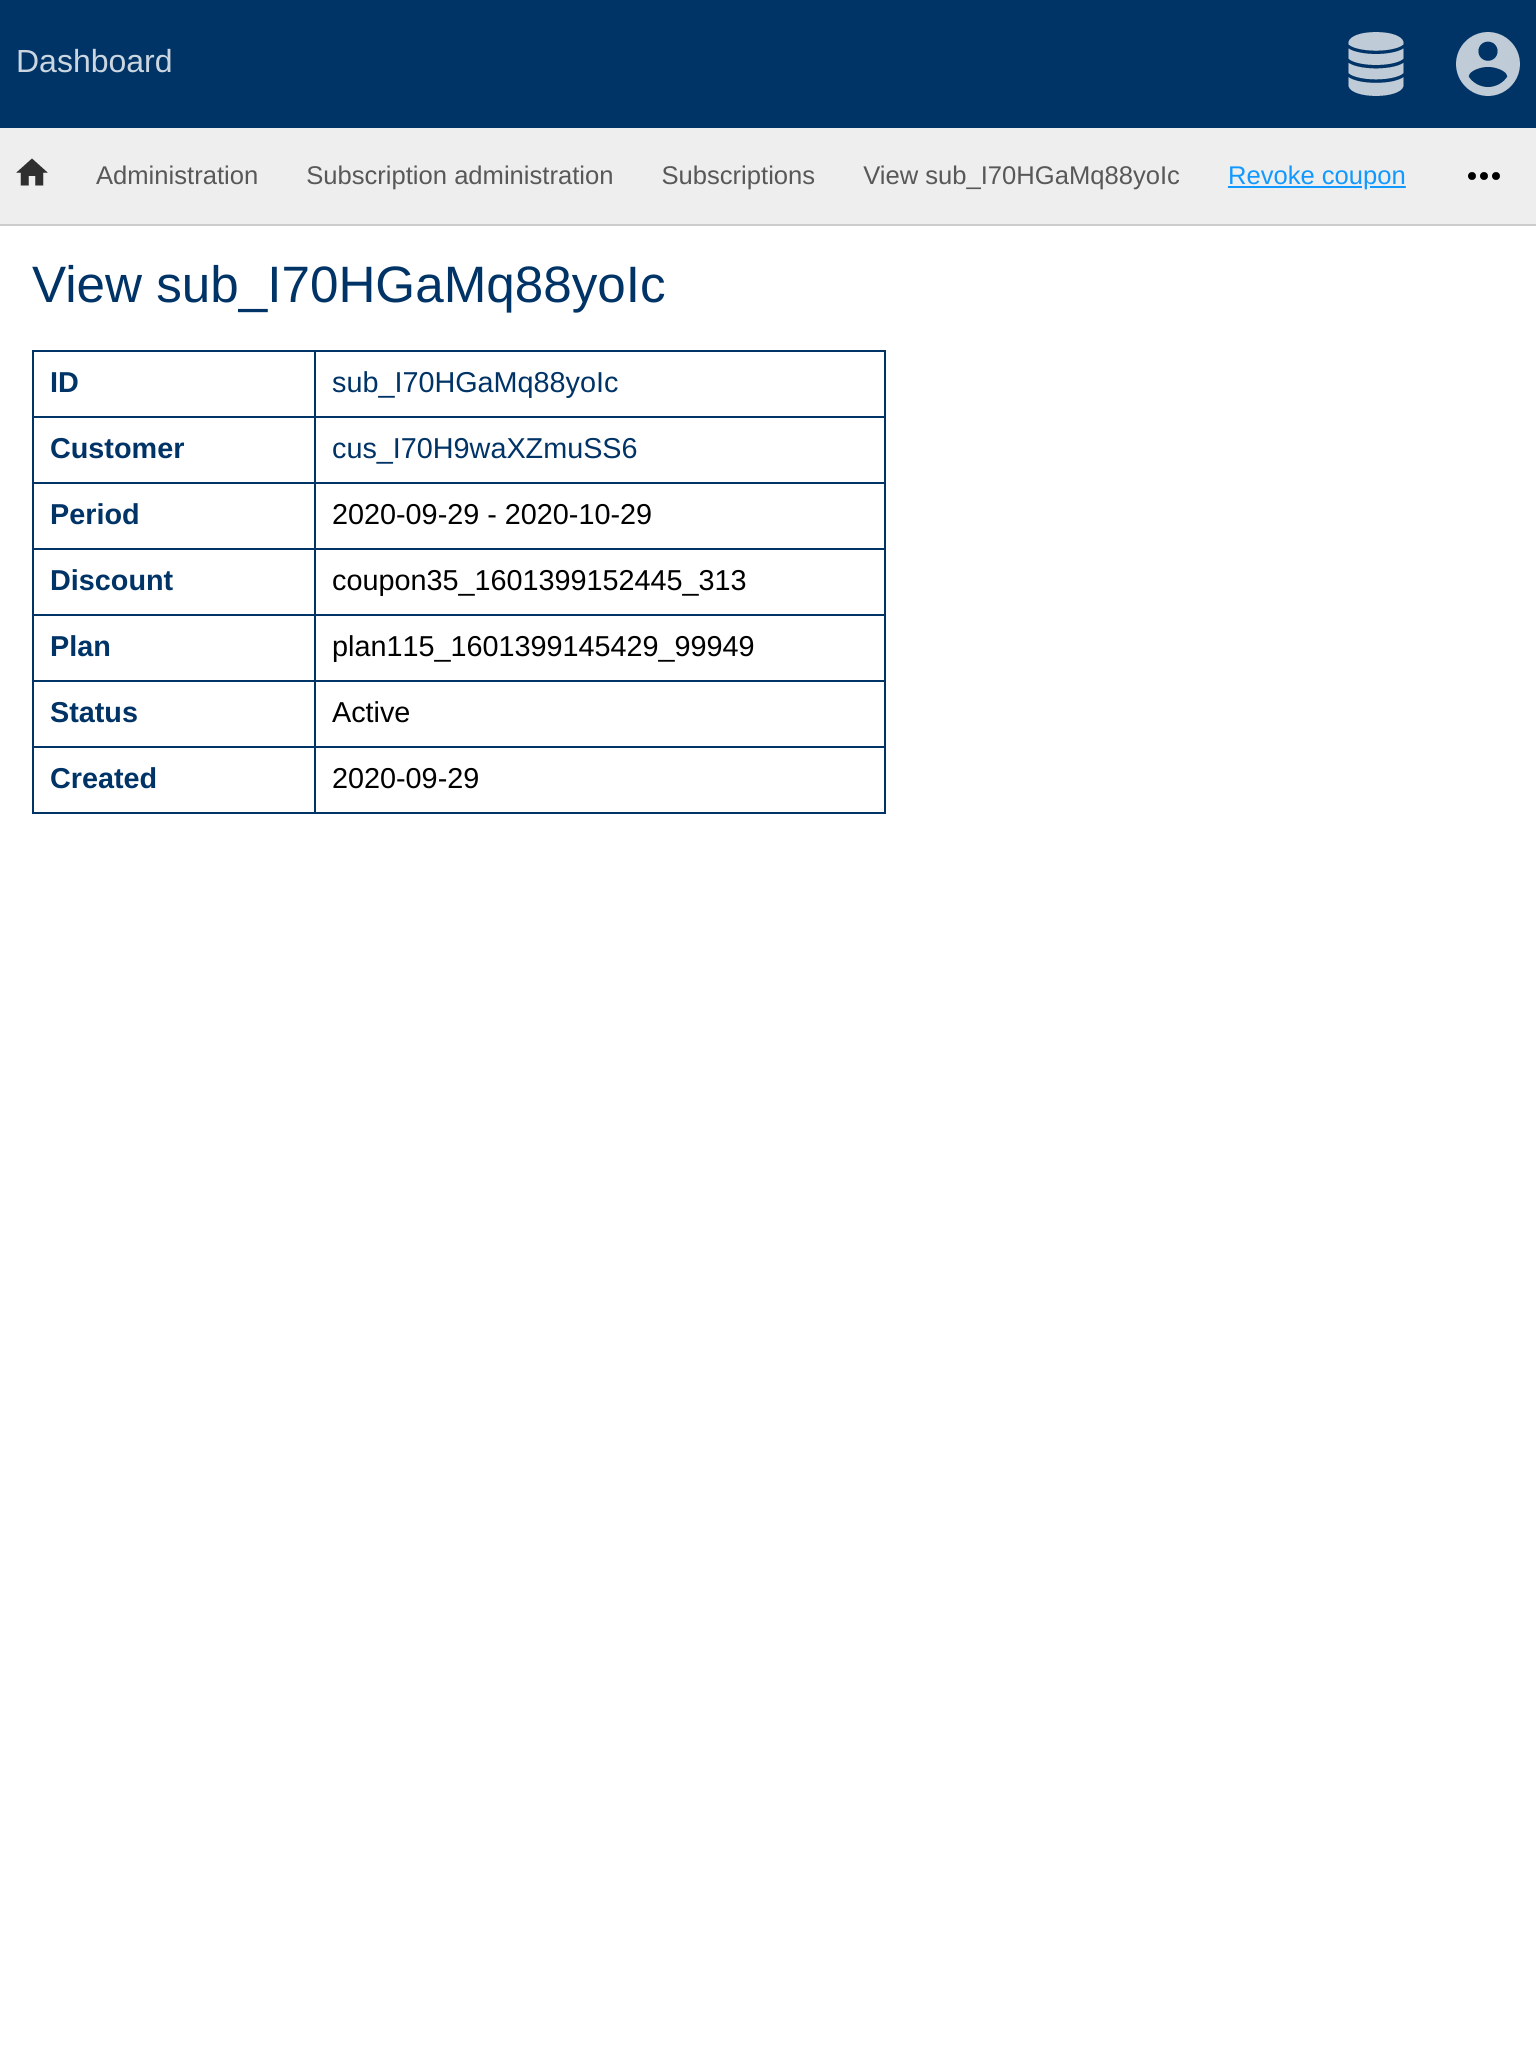 Dashboard
Administration Subscription administration Subscriptions View sub_I70HGaMq88yoIc Revoke coupon
View sub_I70HGaMq88yoIc
ID sub_I70HGaMq88yoIc
Customer cus_I70H9waXZmuSS6
Period 2020-09-29 - 2020-10-29
Discount coupon35_1601399152445_313
Plan plan115_1601399145429_99949
Status Active
Created 2020-09-29